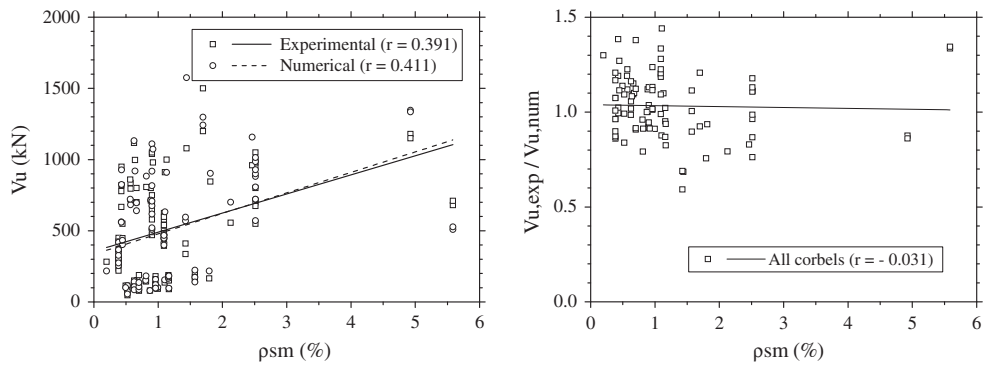 2000
1500
1000
500
0
Vu (kN)
Experimental (r = 0.391)
Numerical (r = 0.411)
0 1 2 3 4 5 6
ρsm (%)
1.5
1.0
0.5
0.0
Vu,exp / Vu,num
All corbels (r = - 0.031)
0 1 2 3 4 5 6
ρsm (%)